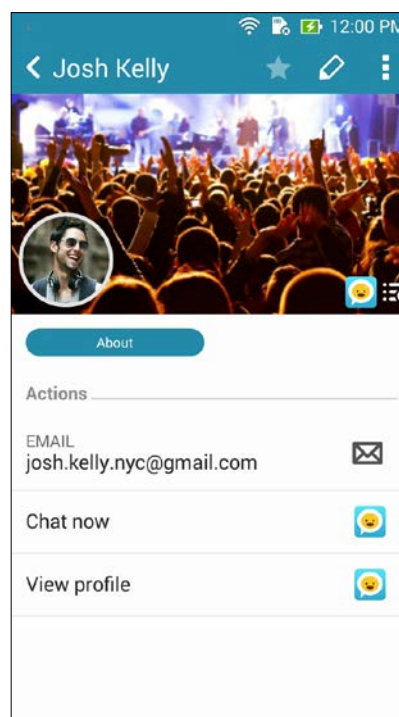 12:00 PM
Josh Kelly
About
Actions
EMAIL
josh.kelly.nyc@gmail.com
Chat now
View profile